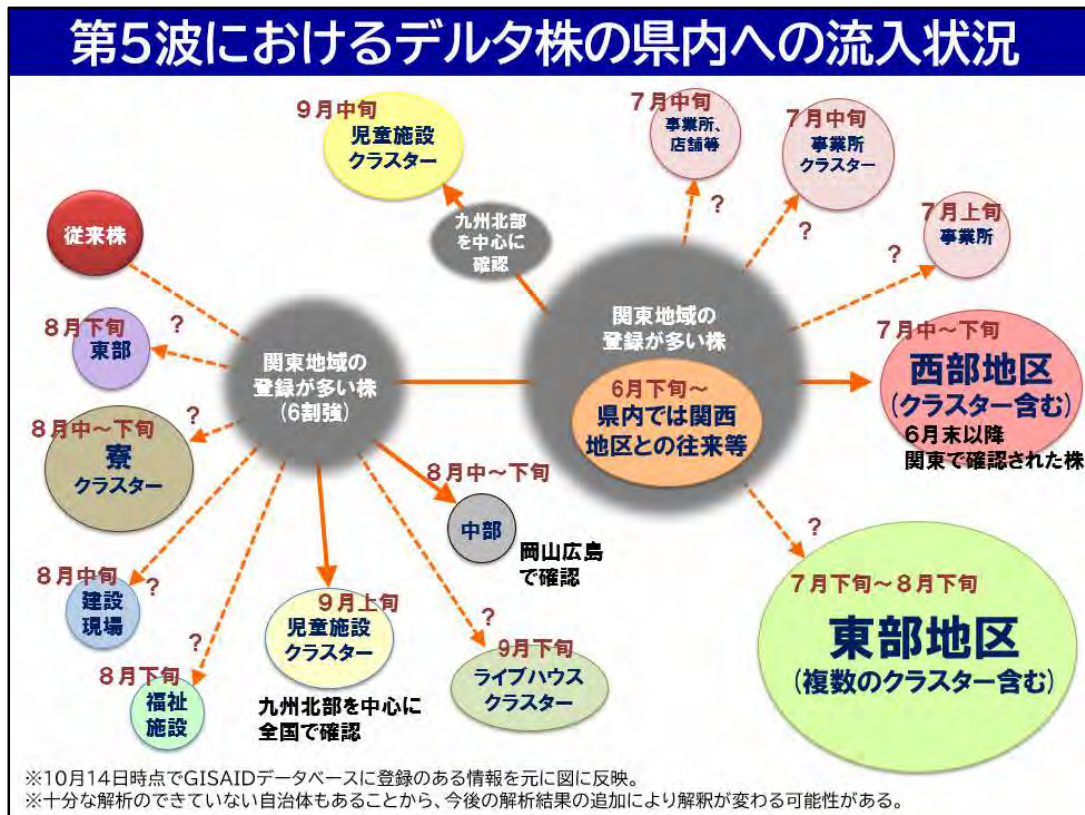 第5波におけるデルタ株の県内への流入状況
9月中旬
児童施設
クラスター
7月中旬
事業所、
店舗等
7月中旬
事業所
クラスター
従来株
九州北部
を中心に
確認
?
?
7月上旬
事業所
?
8月下旬
東部
?
関東地域の
登録が多い株
(6割強)
関東地域の
登録が多い株
6月下旬~
県内では関西
地区との往来等
7月中~下旬
西部地区
(クラスター含む)
6月末以降
関東で確認された株
8月中~下旬
寮
クラスター
?
8月中~下旬
中部
岡山広島
で確認
?
7月下旬~8月下旬
東部地区
(複数のクラスター含む)
8月中旬
建設
現場
?
9月上旬
児童施設
クラスター
九州北部を中心に
全国で確認
?
9月下旬
ライブハウス
クラスター
8月下旬
福祉
施設
?
※10月14日時点でGISAIDデータベースに登録のある情報を元に図に反映。
※十分な解析のできていない自治体もあることから、今後の解析結果の追加により解釈が変わる可能性がある。